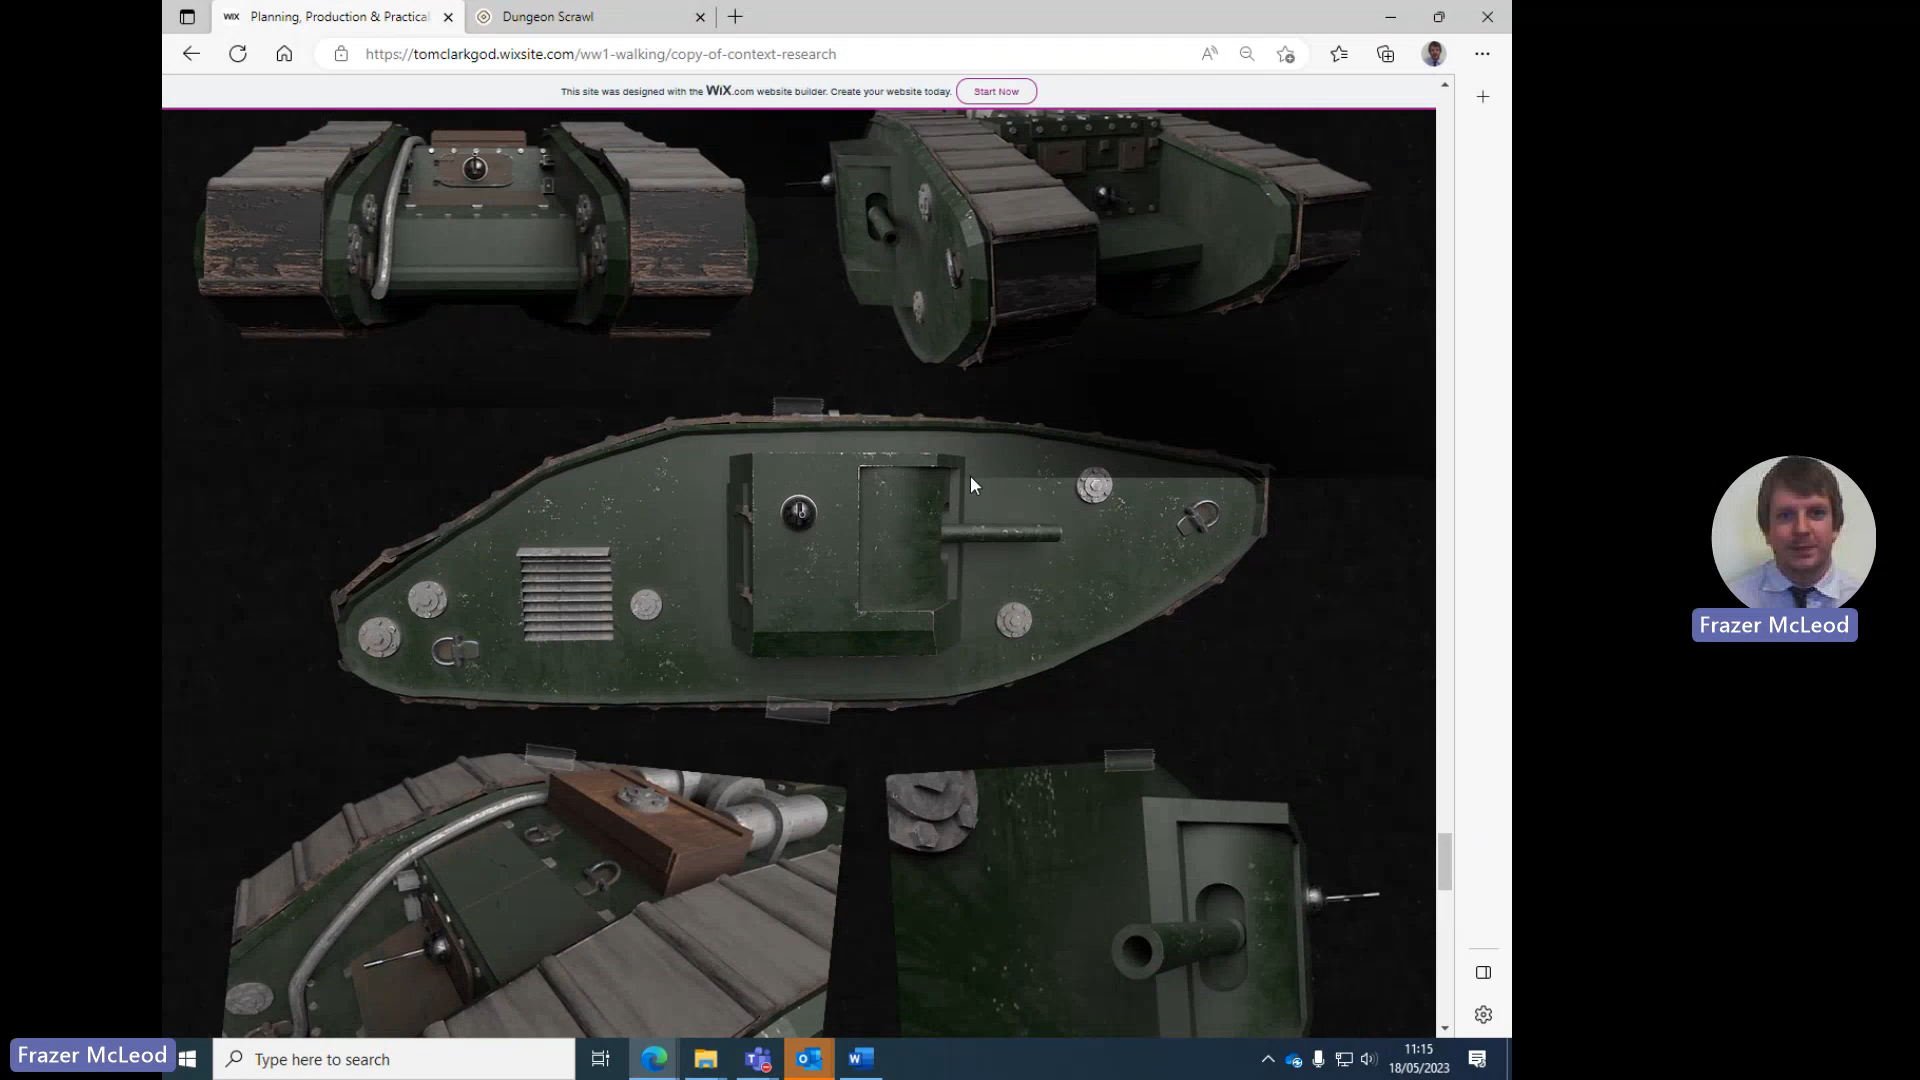 WIX Planning, Production & Practical
Dungeon Scrawl
https://tomclarkgod.wixsite.com/ww1-walking/copy-of-context-research
This site was designed with the WiX.com website builder. Create your website today.
Start Now
Frazer McLeod
Frazer McLeod
Type here to search
11:15
18/05/2023